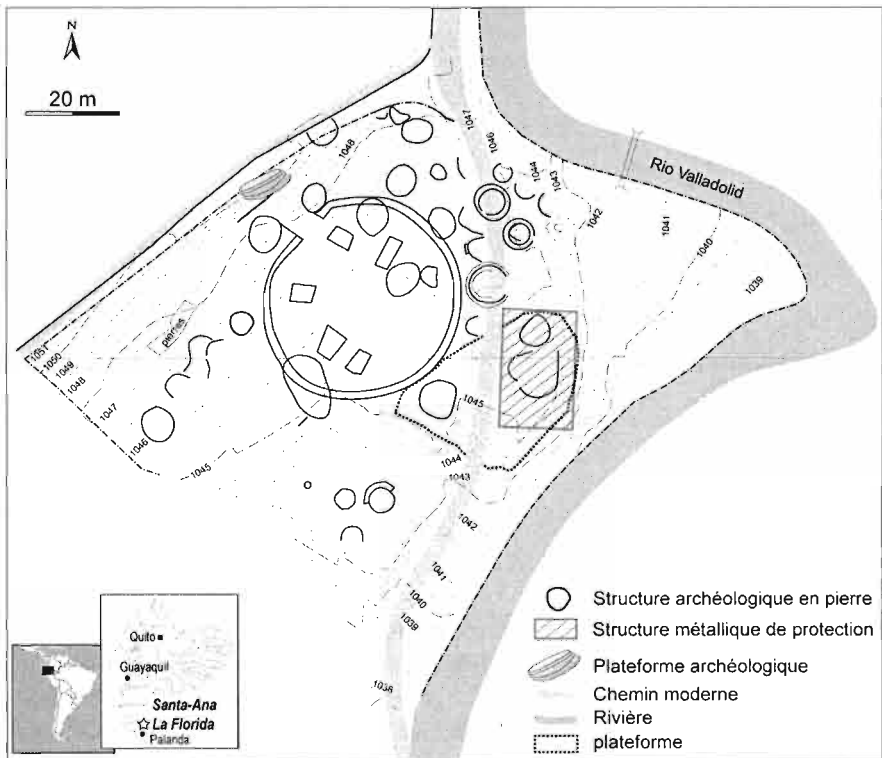 N
20 m
1048
1047
1046
1044
1043
1042
Rio Valladolid
1041
1040
1039
pierres
1051
1050
1049
1048
1047
1046
1045
1045
1044
1043
1042
1041
1040
1039
1038
Quito
Guayaquil
Santa-Ana
La Florida
Palanda
Structure archéologique en pierre
Structure métallique de protection
Plateforme archéologique
Chemin moderne
Rivière
plateforme